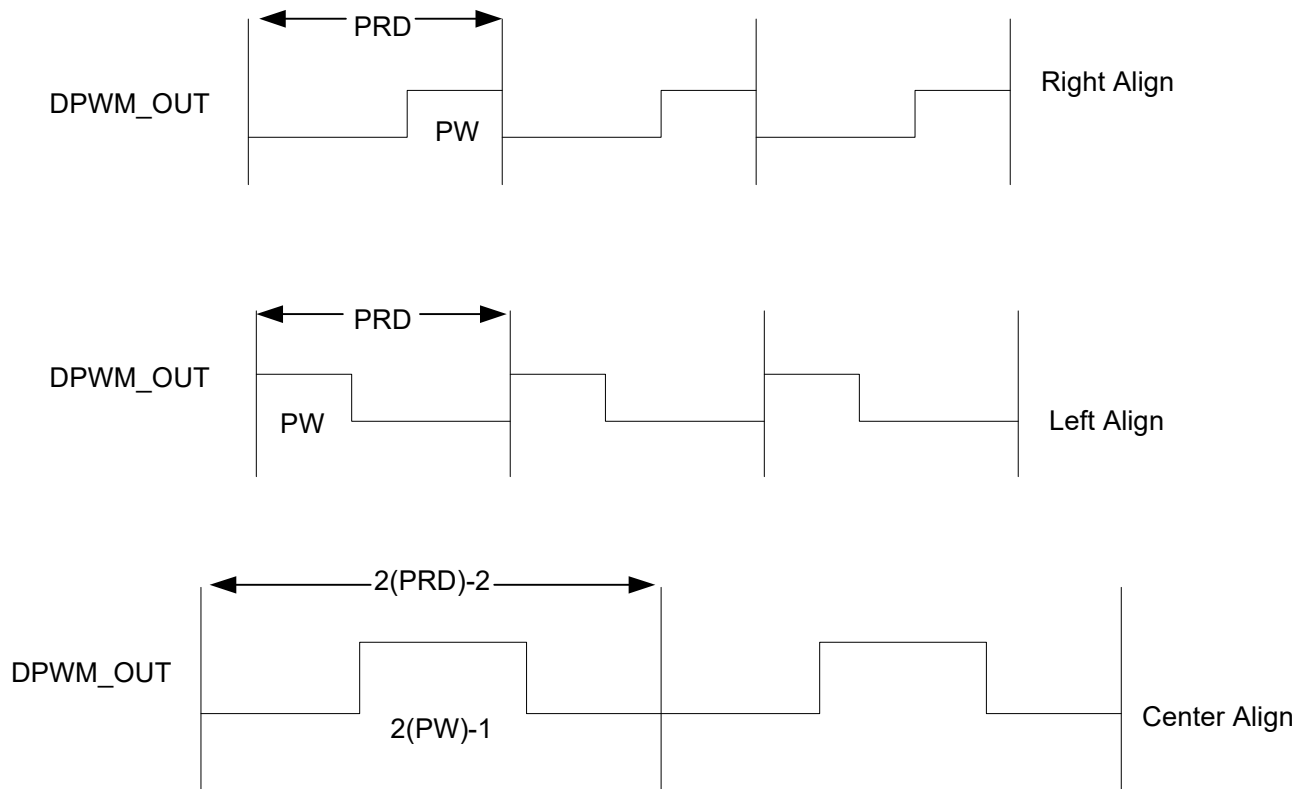 PRD
DPWM_OUT
PW
Right Align
PRD
DPWM_OUT
PW
Left Align
2(PRD)-2
DPWM_OUT
2(PW)-1
Center Align